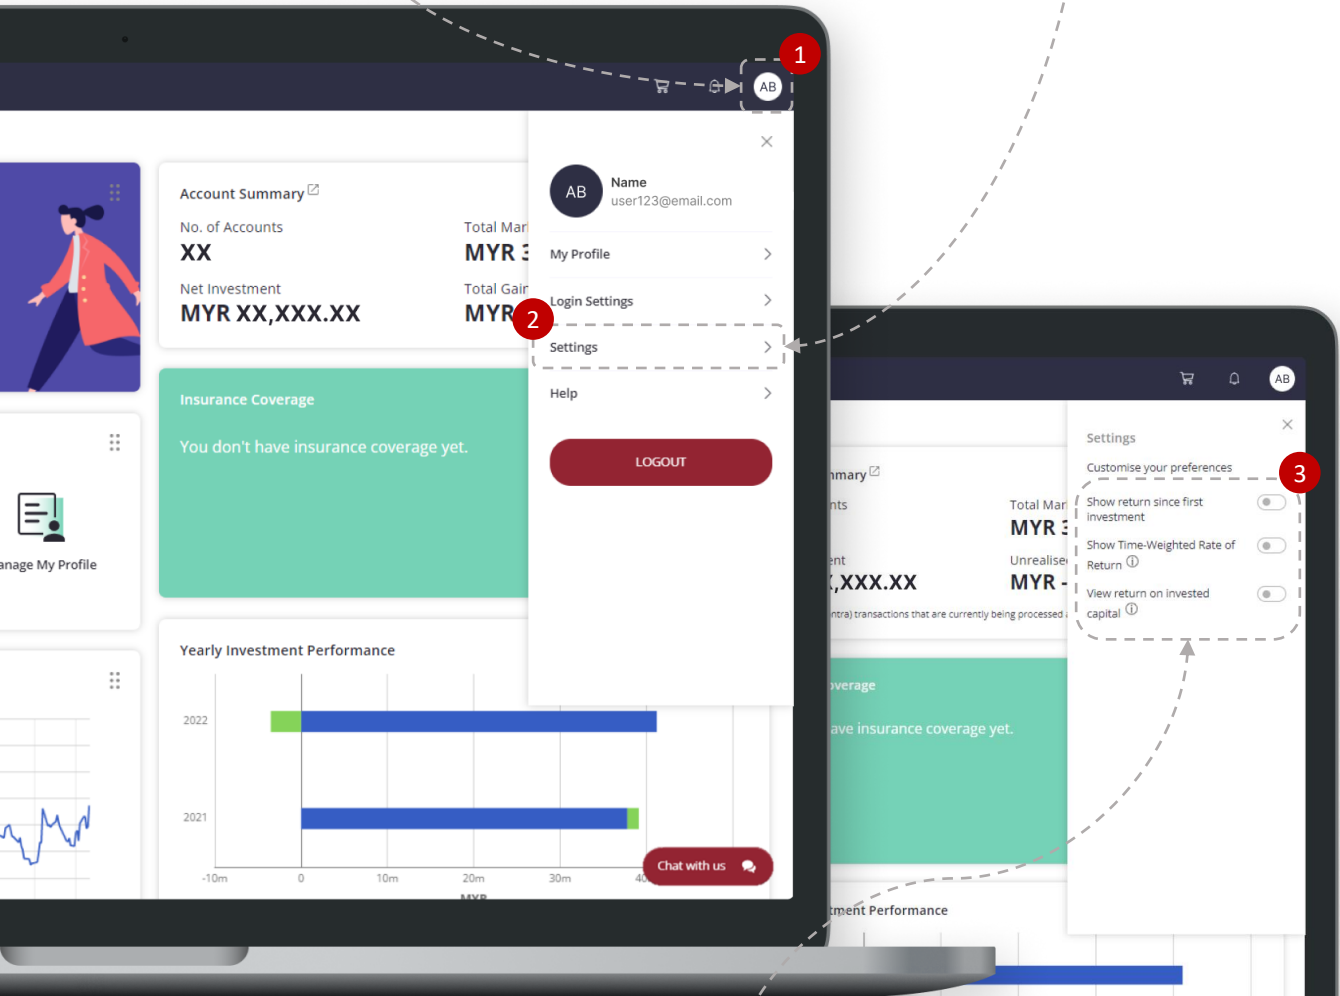 1
AB
AB
Name
user123@email.com
My Profile
Login Settings
2
Settings
Help
LOGOUT
Account Summary
No. of Accounts
XX
Total Mar
MYR 3
Net Investment
MYR XX,XXX.XX
Total Gain
MYR
Insurance Coverage
You don't have insurance coverage yet.
anage My Profile
Yearly Investment Performance
2022
2021
-10m
0
10m
20m
30m
40
MYR
Chat with us
AB
Settings
Customise your preferences
3
Show return since first
investment
Show Time-Weighted Rate of
Return
View return on invested
capital
mmary
nts
Total Mar
MYR 3
ent
,XXX.XX
Unrealise
MYR -
ntra) transactions that are currently being processed
overage
ave insurance coverage yet.
tment Performance